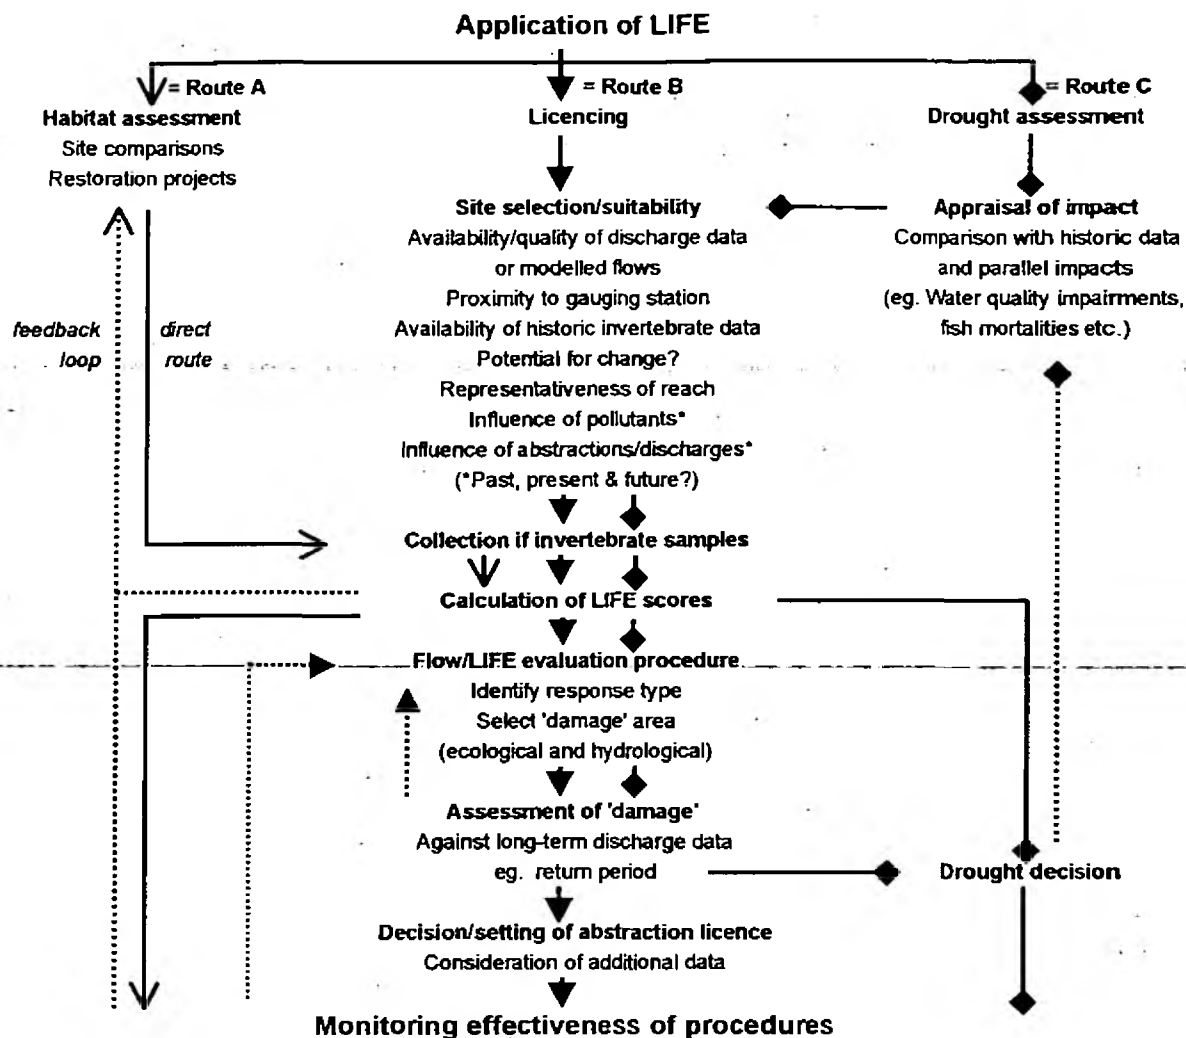 Application of LIFE
= Route A
= Route B
= Route C
Habitat assessment
Site comparisons
Restoration projects
Licencing
Drought assessment
Site selection/suitability
Availability/quality of discharge data
or modelled flows
Proximity to gauging station
Availability of historic invertebrate data
Potential for change?
Representativeness of reach
Influence of pollutants*
Influence of abstractions/discharges*
(*Past, present & future?)
Appraisal of impact
Comparison with historic data
and parallel impacts
(eg. Water quality impairments,
fish mortalities etc.)
feedback
loop
direct
route
Collection if invertebrate samples
Calculation of LIFE scores
Flow/LIFE evaluation procedure
Identify response type
Select 'damage' area
(ecological and hydrological)
Assessment of 'damage'
Against long-term discharge data
eg. return period
Drought decision
Decision/setting of abstraction licence
Consideration of additional data
Monitoring effectiveness of procedures